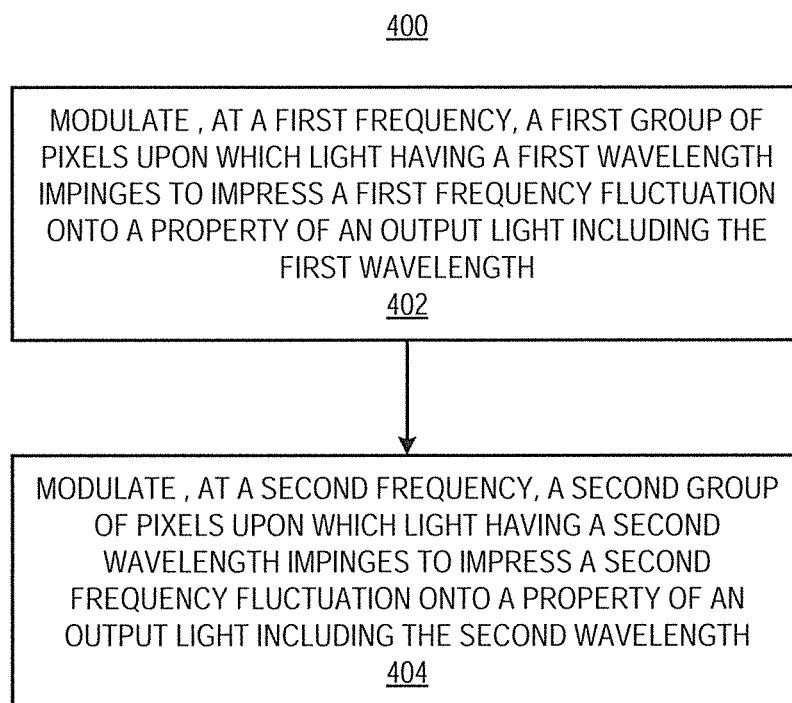 400
MODULATE , AT A FIRST FREQUENCY, A FIRST GROUP OF
PIXELS UPON WHICH LIGHT HAVING A FIRST WAVELENGTH
IMPINGES TO IMPRESS A FIRST FREQUENCY FLUCTUATION
ONTO A PROPERTY OF AN OUTPUT LIGHT INCLUDING THE
FIRST WAVELENGTH
402
MODULATE , AT A SECOND FREQUENCY, A SECOND GROUP
OF PIXELS UPON WHICH LIGHT HAVING A SECOND
WAVELENGTH IMPINGES TO IMPRESS A SECOND
FREQUENCY FLUCTUATION ONTO A PROPERTY OF AN
OUTPUT LIGHT INCLUDING THE SECOND WAVELENGTH
404